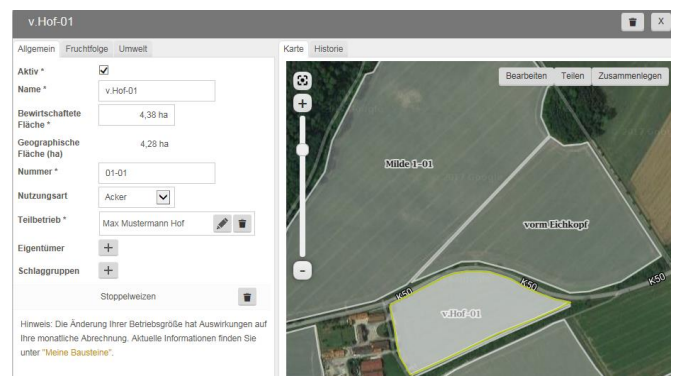 v.Hof-01
X
Allgemein Fruchtfolge Umwelt
Aktiv *
Name *
v.Hof-01
Bewirtschaftete
Fläche *
4,38 ha
Geographische
Fläche (ha)
4,28 ha
Nummer *
01-01
Nutzungsart
Acker
Teilbetrieb *
Max Mustermann Hof
Eigentümer
+
Schlaggruppen
+
Stoppelweizen
Hinweis: Die Änderung Ihrer Betriebsgröße hat Auswirkungen auf
Ihre monatliche Abrechnung. Aktuelle Informationen finden Sie
unter "Meine Bausteine".
Karte Historie
Bearbeiten Teilen Zusammenlegen
+
-
Milde 1-01
vorm Eichkopf
K50
K50
K50
v.Hof-01